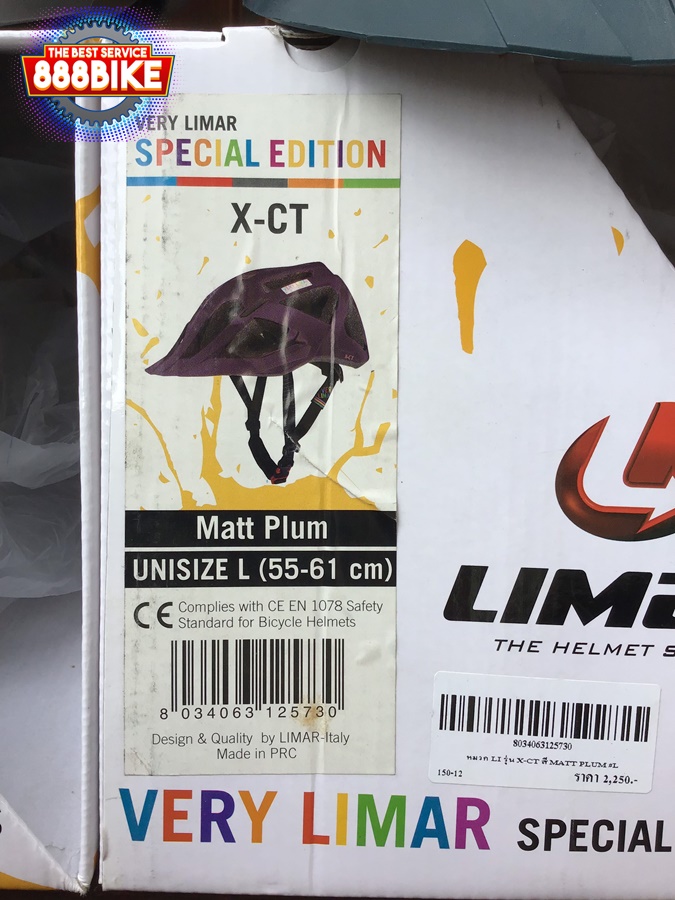 THE BEST SERVICE
888BIKE
VERY LIMAR
SPECIAL EDITION
X-CT
Matt Plum
UNISIZE L (55-61 cm)
CE Complies with CE EN 1078 Safety
Standard for Bicycle Helmets
8 034063 125730
Design & Quality by LIMAR-Italy
Made in PRC
LIMA
THE HELMET S
8034063125730
หมวก LI รุ่น X-CT สี MATT PLUM #L
150-12 ราคา 2,250.-
VERY LIMAR SPECIAL